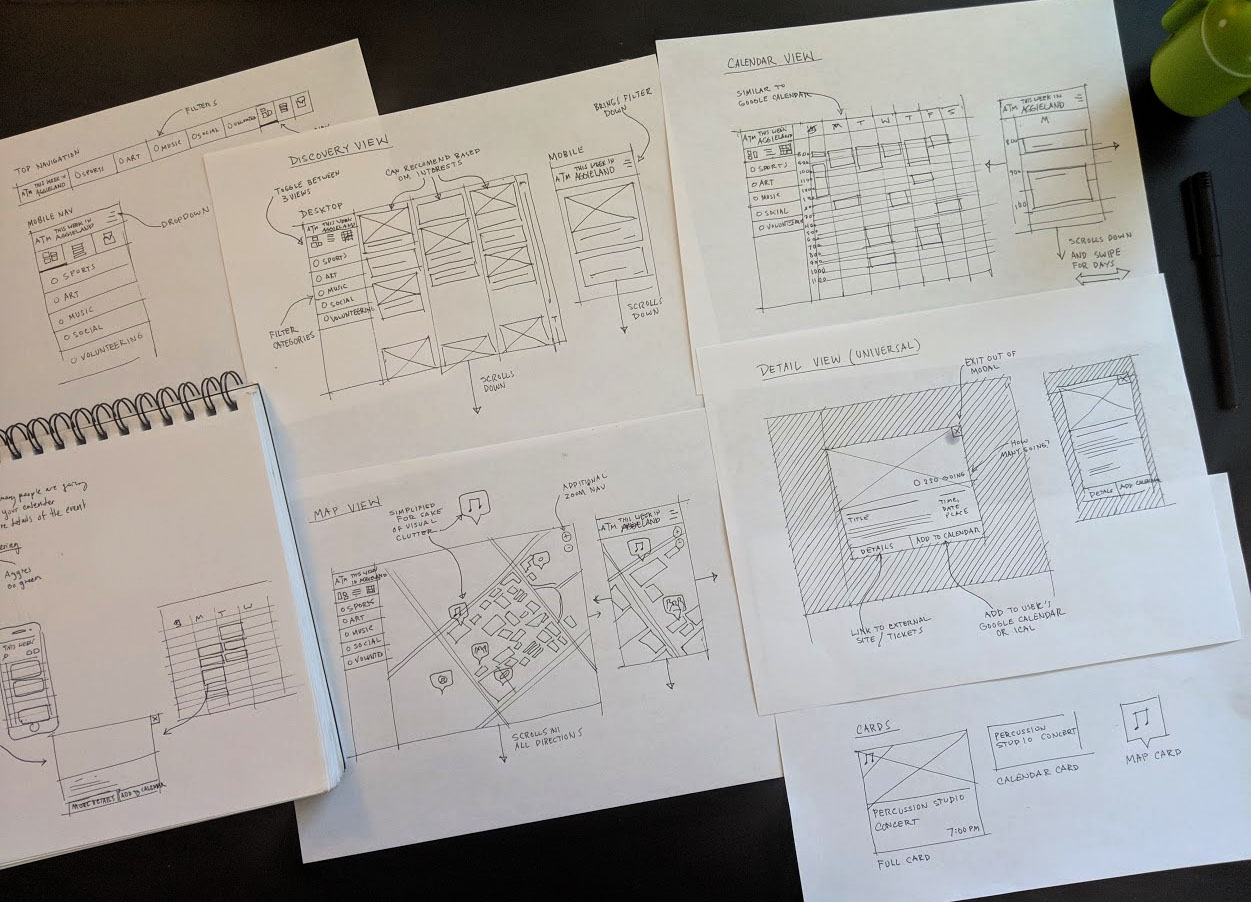 FILTERS
TOP NAVIGATION
ATM THIS WEEK IN
AGGIELAND
O SPORTS
O ART
O MUSIC
O SOCIAL
MOBILE NAV
DROPDOWN
ATM THIS WEEK IN
AGGIELAND
O SPORTS
O ART
O MUSIC
O SOCIAL
O VOLUNTEERING
DISCOVERY VIEW
TOGGLE BETWEEN
3 VIEWS
CAN RECCOMEND BASED
ON INTERESTS
BRINGS FILTER
DOWN
DESKTOP
ATM THIS WEEK IN
AGGIELAND
O SPORTS
O ART
O MUSIC
O SOCIAL
O VOLUNTEERING
FILTER
CATEGORIES
SCROLLS
DOWN
MOBILE
ATM THIS WEEK IN
AGGIELAND
SCROLLS
DOWN
CALENDAR VIEW
SIMILAR TO
GOOGLE CALENDAR
ATM THIS WEEK IN
AGGIELAND
O SPORTS
O ART
O MUSIC
O SOCIAL
M T W T F S
ATM THIS WEEK IN
AGGIELAND
M
SCROLLS DOWN
AND SWIPE
FOR DAYS
many people are going
your calender
details of the event
Aggies
go green
THIS WEEK
M T W
MORE DETAILS
ADD TO CALENDAR
MAP VIEW
SIMPLIFIED
FOR SAKE
OF VISUAL
CLUTTER
ADDITIONAL
ZOOM NAV
ATM THIS WEEK
IN AGGIELAND
O SPORTS
O ART
O MUSIC
O SOCIAL
SCROLLS IN
ALL DIRECTIONS
ATM THIS WEEK IN
AGGIELAND
DETAIL VIEW (UNIVERSAL)
EXIT OUT OF
MODAL
HOW
MANY GOING?
O 250 GOING
TITLE
TIME,
DATE,
PLACE
DETAILS
ADD TO CALENDAR
LINK TO EXTERNAL
SITE / TICKETS
ADD TO USER'S
GOOGLE CALENDAR
OR ICAL
DETAILS
ADD CALENDAR
CARDS
PERCUSSION STUDIO
CONCERT
7:00 PM
FULL CARD
PERCUSSION
STUDIO CONCERT
CALENDAR CARD
MAP CARD